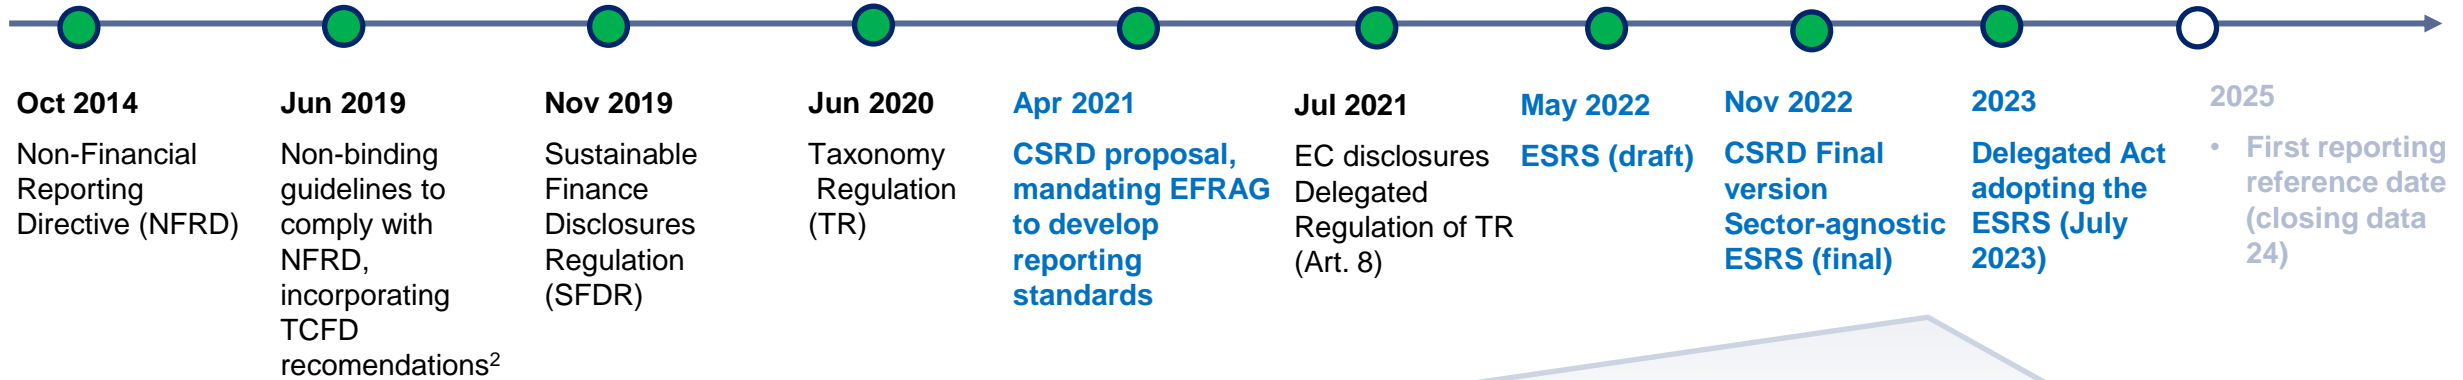 Oct 2014
Non-Financial
Reporting
Directive (NFRD)
Jun 2019
Non-binding
guidelines to
comply with
NFRD,
incorporating
TCFD
recomendations²
Nov 2019
Sustainable
Finance
Disclosures
Regulation
(SFDR)
Jun 2020
Taxonomy
Regulation
(TR)
Apr 2021
CSRD proposal,
mandating EFRAG
to develop
reporting
standards
Jul 2021
EC disclosures
Delegated
Regulation of TR
(Art. 8)
May 2022
ESRS (draft)
Nov 2022
CSRD Final
version
Sector-agnostic
ESRS (final)
2023
Delegated Act
adopting the
ESRS (July
2023)
2025
• First reporting
reference date
(closing data
24)